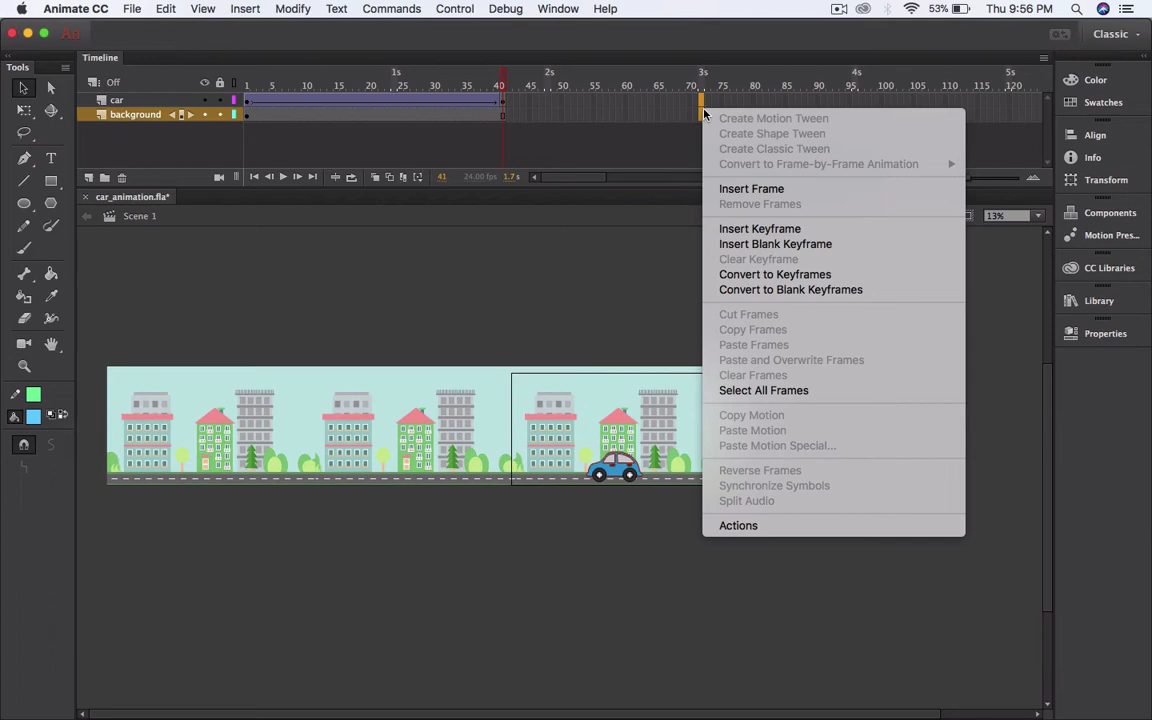 Animate CC File Edit View Insert Modify Text Commands Control Debug Window Help 53% Thu 9:56 PM
An Classic
Tools
Timeline
Off
1s 2s 3s 4s 5s
1 5 10 15 20 25 30 35 40 45 50 55 60 65 70 75 80 85 90 95 100 105 110 115 120
car
background
41 24.00 fps 1.7s
car_animation.fla*
Scene 1 13%
Create Motion Tween
Create Shape Tween
Create Classic Tween
Convert to Frame-by-Frame Animation
Insert Frame
Remove Frames
Insert Keyframe
Insert Blank Keyframe
Clear Keyframe
Convert to Keyframes
Convert to Blank Keyframes
Cut Frames
Copy Frames
Paste Frames
Paste and Overwrite Frames
Clear Frames
Select All Frames
Copy Motion
Paste Motion
Paste Motion Special...
Reverse Frames
Synchronize Symbols
Split Audio
Actions
Color
Swatches
Align
Info
Transform
Components
Motion Pres...
CC Libraries
Library
Properties